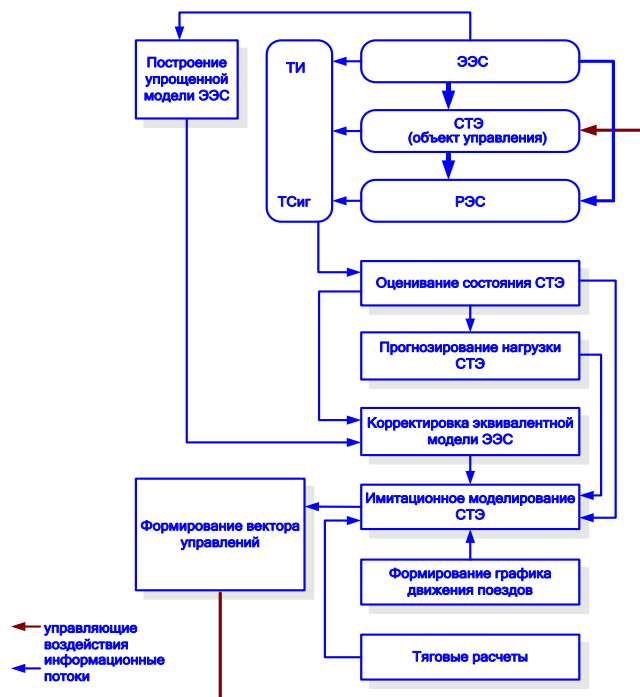 Построение
упрощенной
модели ЭЭС
ТИ
ТСиг
ЭЭС
СТЭ
(объект управления)
РЭС
Оценивание состояния СТЭ
Прогнозирование нагрузки
СТЭ
Корректировка эквивалентной
модели ЭЭС
Имитационное моделирование
СТЭ
Формирование вектора
управлений
Формирование графика
движения поездов
Тяговые расчеты
управляющие
воздействия
информационные
потоки